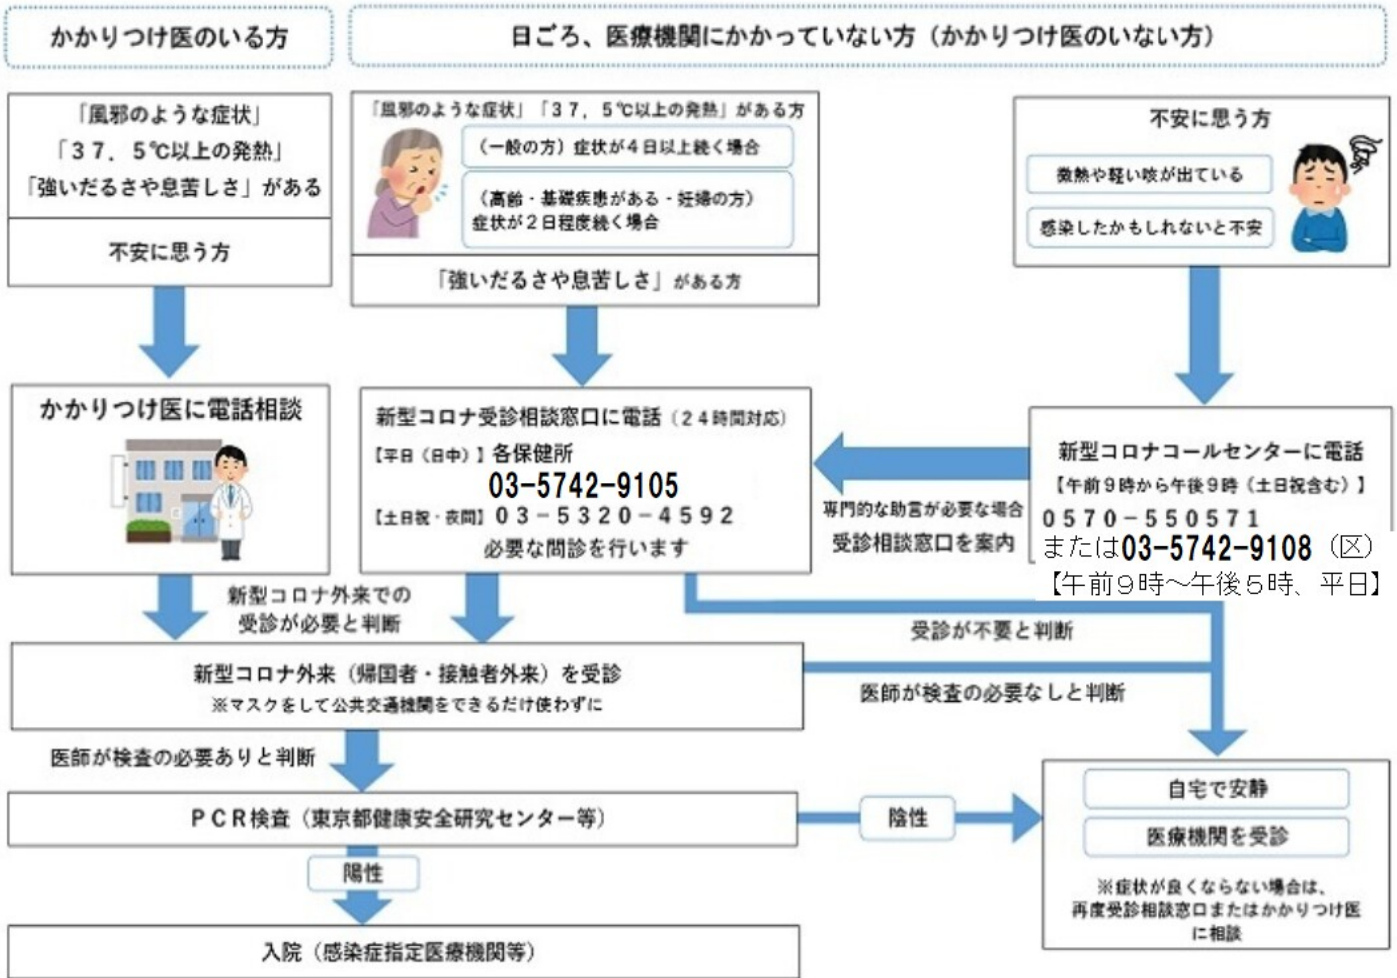 かかりつけ医のいる方
日ごろ、医療機関にかかっていない方（かかりつけ医のいない方）
「風邪のような症状」
「３７．５℃以上の発熱」
「強いだるさや息苦しさ」がある
不安に思う方
「風邪のような症状」「３７．５℃以上の発熱」がある方
（一般の方）症状が４日以上続く場合
（高齢・基礎疾患がある・妊婦の方）
症状が２日程度続く場合
「強いだるさや息苦しさ」がある方
不安に思う方
微熱や軽い咳が出ている
感染したかもしれないと不安
かかりつけ医に電話相談
新型コロナ受診相談窓口に電話（２４時間対応）
【平日（日中）】各保健所
03-5742-9105
【土日祝・夜間】０３－５３２０－４５９２
必要な問診を行います
専門的な助言が必要な場合
受診相談窓口を案内
新型コロナコールセンターに電話
【午前９時から午後９時（土日祝含む）】
０５７０－５５０５７１
または03-5742-9108（区）
【午前９時～午後５時、平日】
新型コロナ外来での
受診が必要と判断
受診が不要と判断
新型コロナ外来（帰国者・接触者外来）を受診
※マスクをして公共交通機関をできるだけ使わずに
医師が検査の必要なしと判断
医師が検査の必要ありと判断
ＰＣＲ検査（東京都健康安全研究センター等）
陰性
陽性
入院（感染症指定医療機関等）
自宅で安静
医療機関を受診
※症状が良くならない場合は、
再度受診相談窓口またはかかりつけ医
に相談